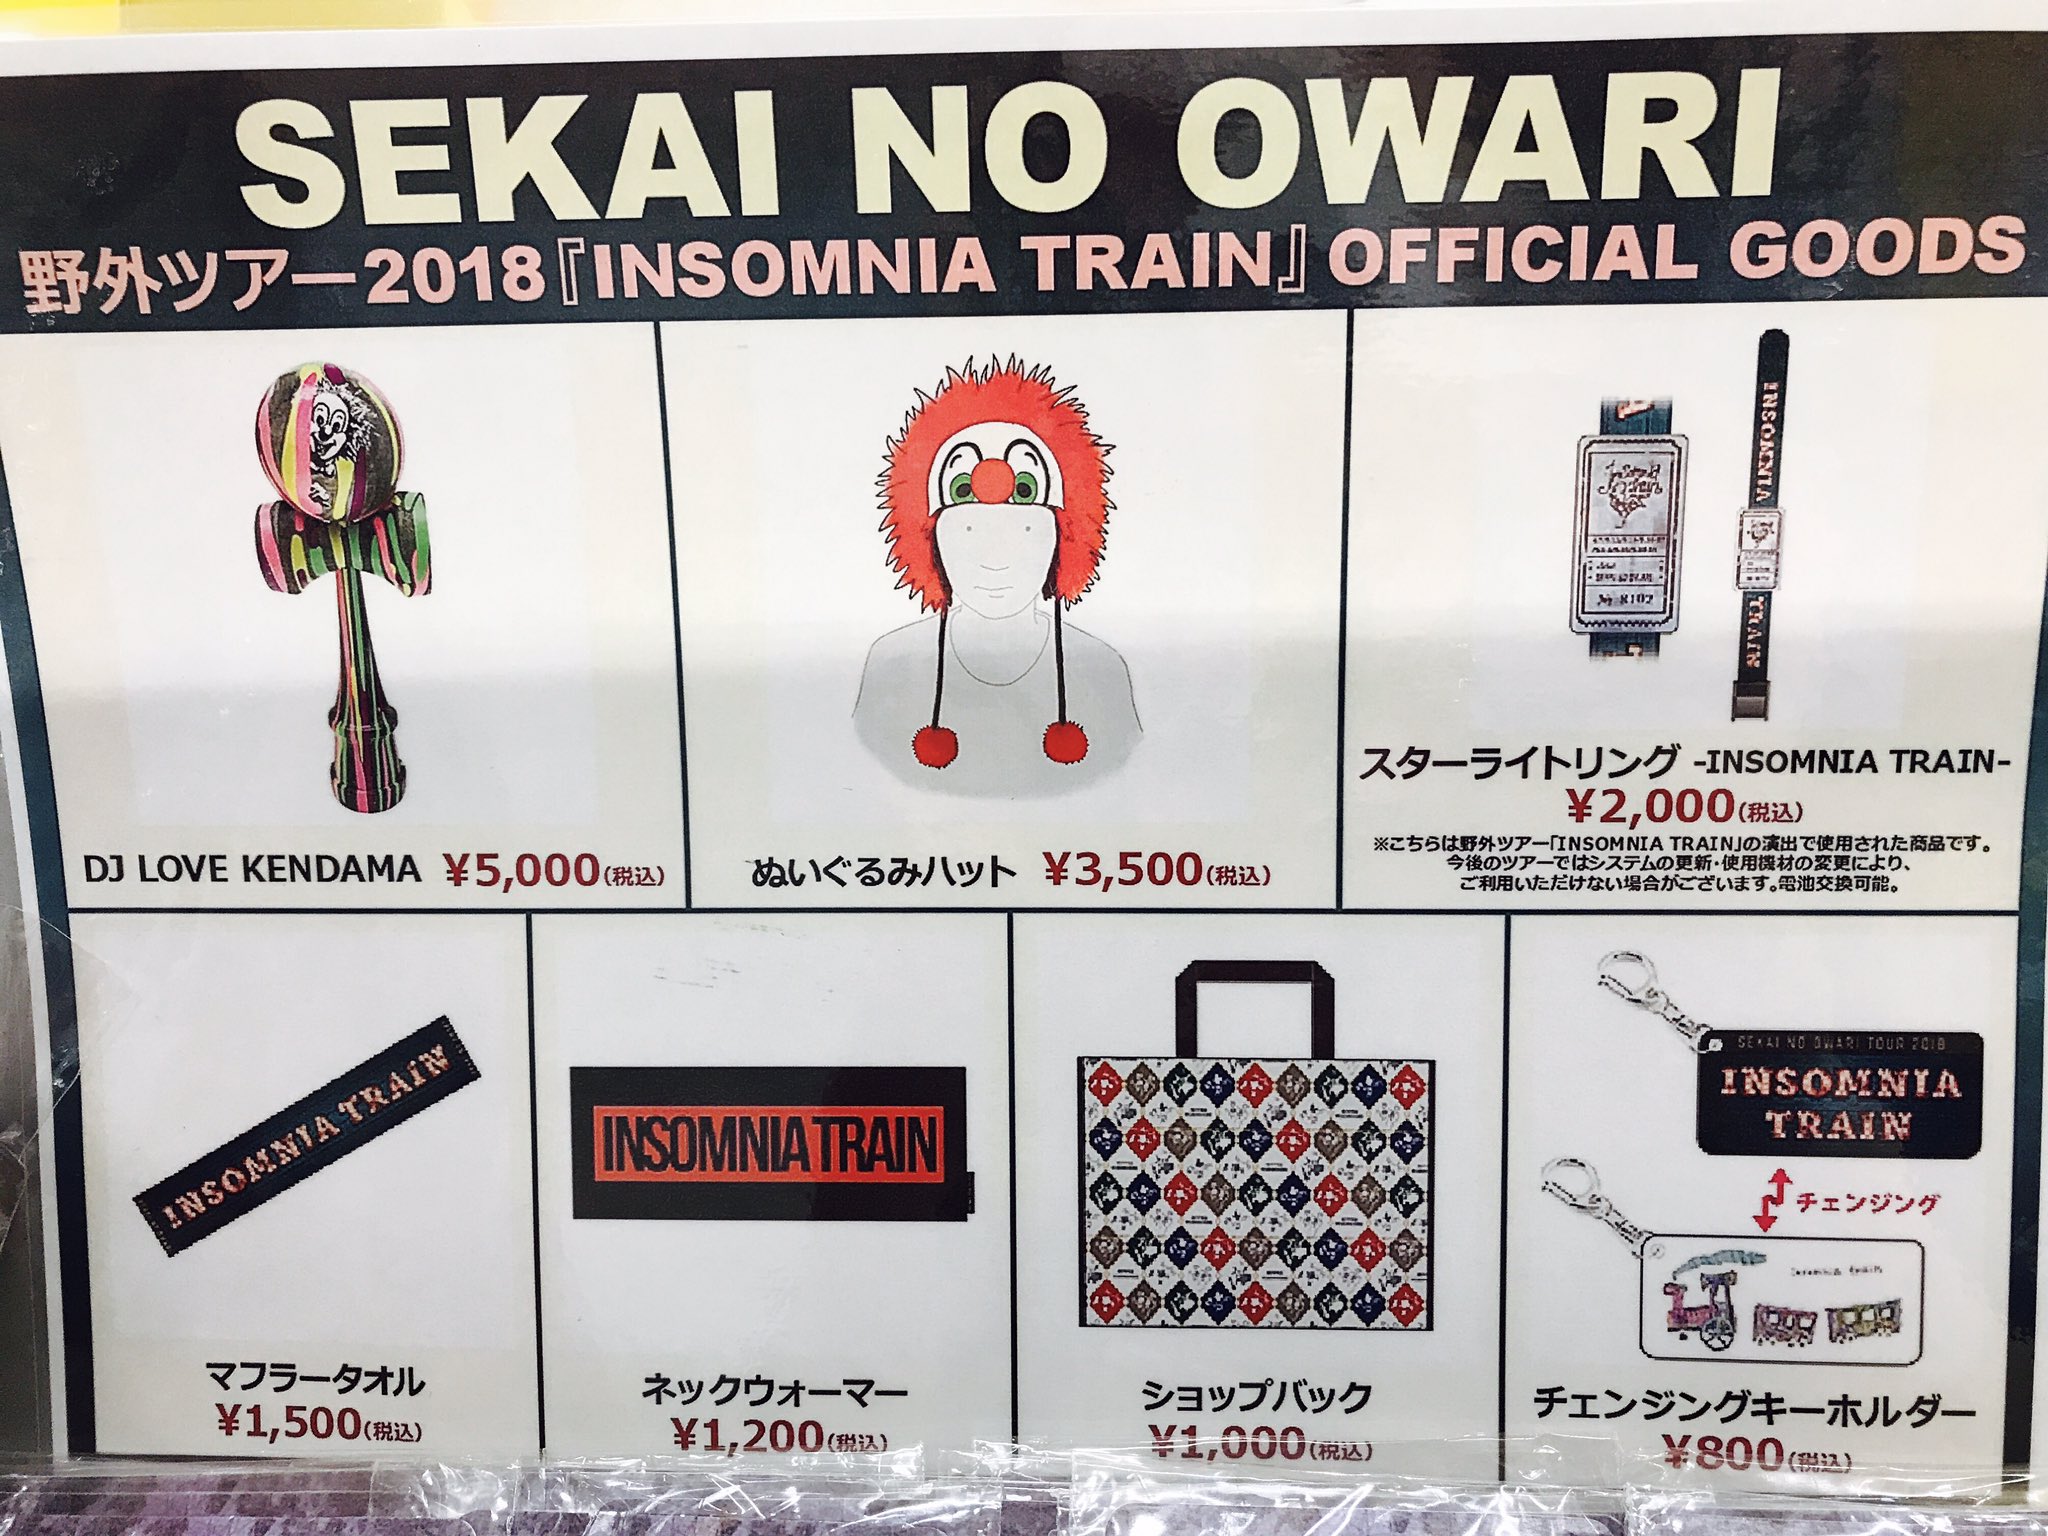 SEKAI NO OWARI
野外ツアー2018『INSOMNIA TRAIN』OFFICIAL GOODS
DJ LOVE KENDAMA ¥5,000(税込)
ぬいぐるみハット ¥3,500(税込)
INSOMNIA TRAIN
スターライトリング -INSOMNIA TRAIN-
¥2,000(税込)
※こちらは野外ツアー「INSOMNIA TRAIN」の演出で使用された商品です。
今後のツアーではシステムの更新・使用機材の変更により、
ご利用いただけない場合がございます。電池交換可能。
INSOMNIA TRAIN
マフラータオル
¥1,500(税込)
INSOMNIA TRAIN
ネックウォーマー
¥1,200(税込)
ショップバック
¥1,000(税込)
SEKAI NO OWARI TOUR 2018
INSOMNIA
TRAIN
チェンジング
Insomnia train
チェンジングキーホルダー
¥800(税込)